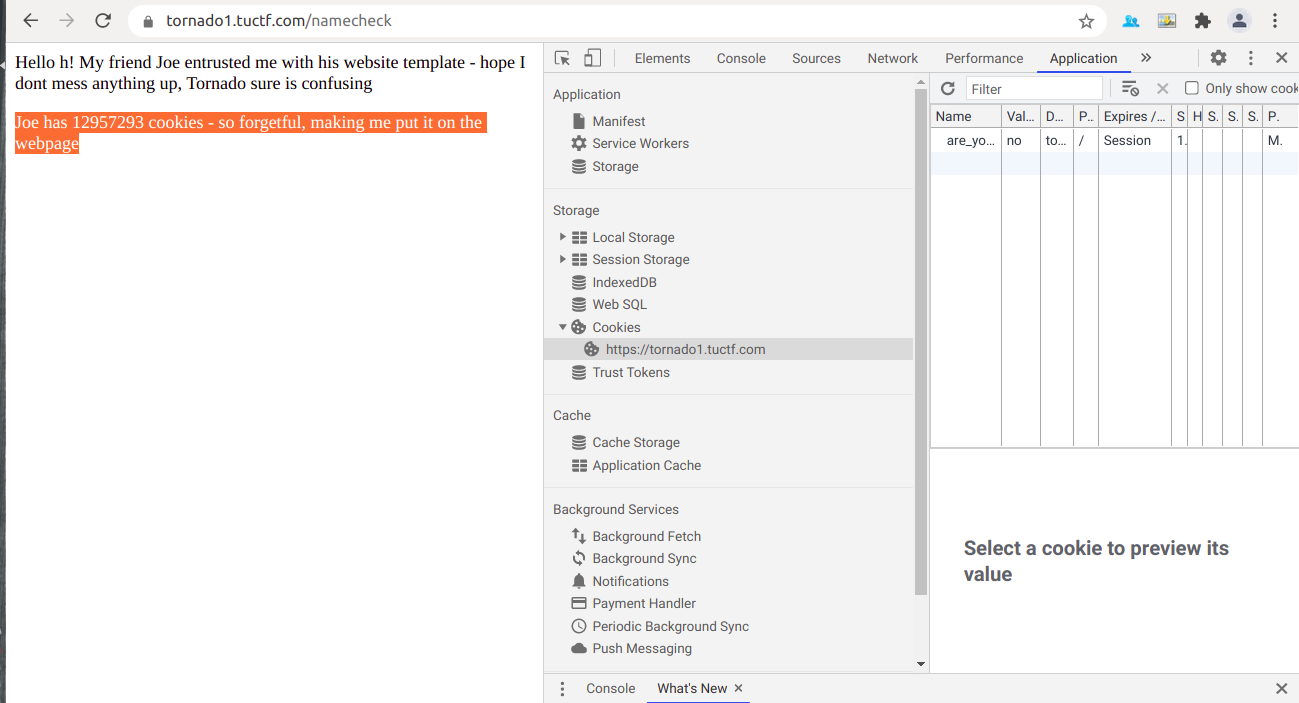 tornado1.tuctf.com/namecheck
Hello h! My friend Joe entrusted me with his website template - hope I
dont mess anything up, Tornado sure is confusing
Joe has 12957293 cookies - so forgetful, making me put it on the
webpage
Elements Console Sources Network Performance Application
Application
Manifest
Service Workers
Storage
Storage
Local Storage
Session Storage
IndexedDB
Web SQL
Cookies
https://tornado1.tuctf.com
Trust Tokens
Cache
Cache Storage
Application Cache
Background Services
Background Fetch
Background Sync
Notifications
Payment Handler
Periodic Background Sync
Push Messaging
Filter Only show cook
Name Val... D... P.. Expires /... S H S. S. S. P.
are_yo... no to... / Session 1. M.
Select a cookie to preview its
value
Console What's New